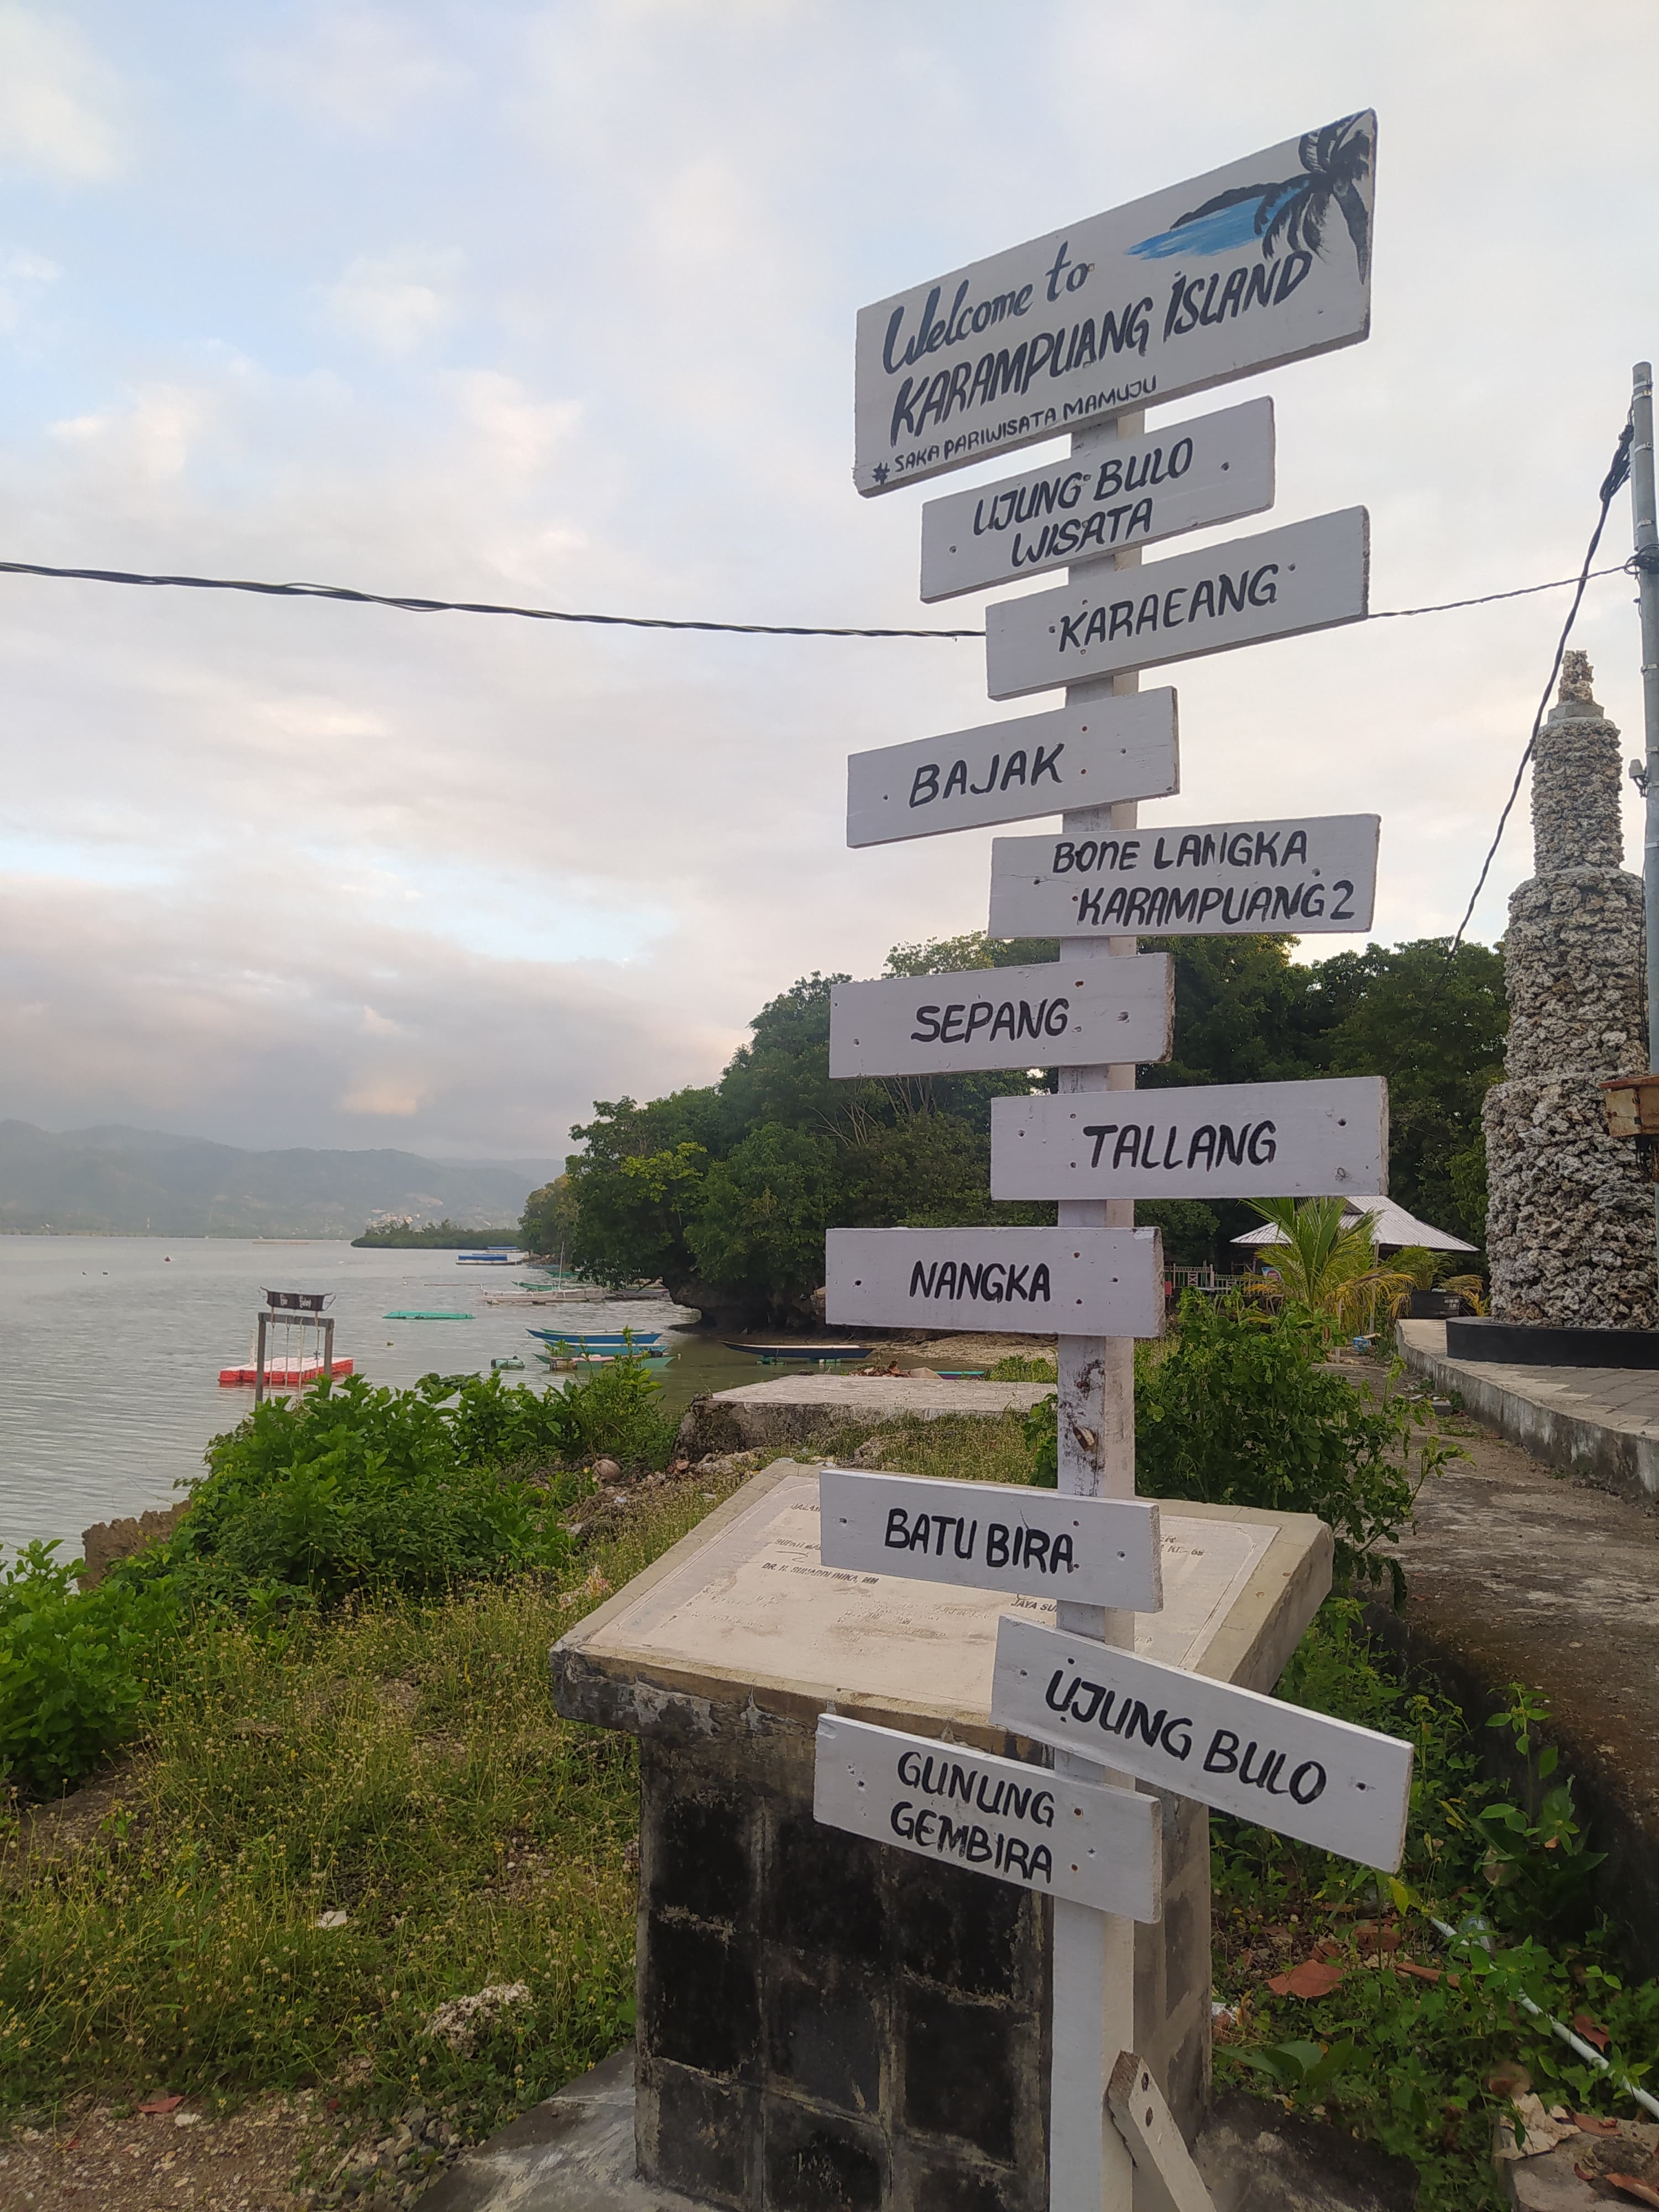 Welcome to
KARAMPUANG ISLAND
# SAKA PARIWISATA MAMUJU
UJUNG BULO
WISATA
KARAEANG
BAJAK
BONE LANGKA
KARAMPUANG 2
SEPANG
TALLANG
NANGKA
BATU BIRA
UJUNG BULO
GUNUNG
GEMBIRA